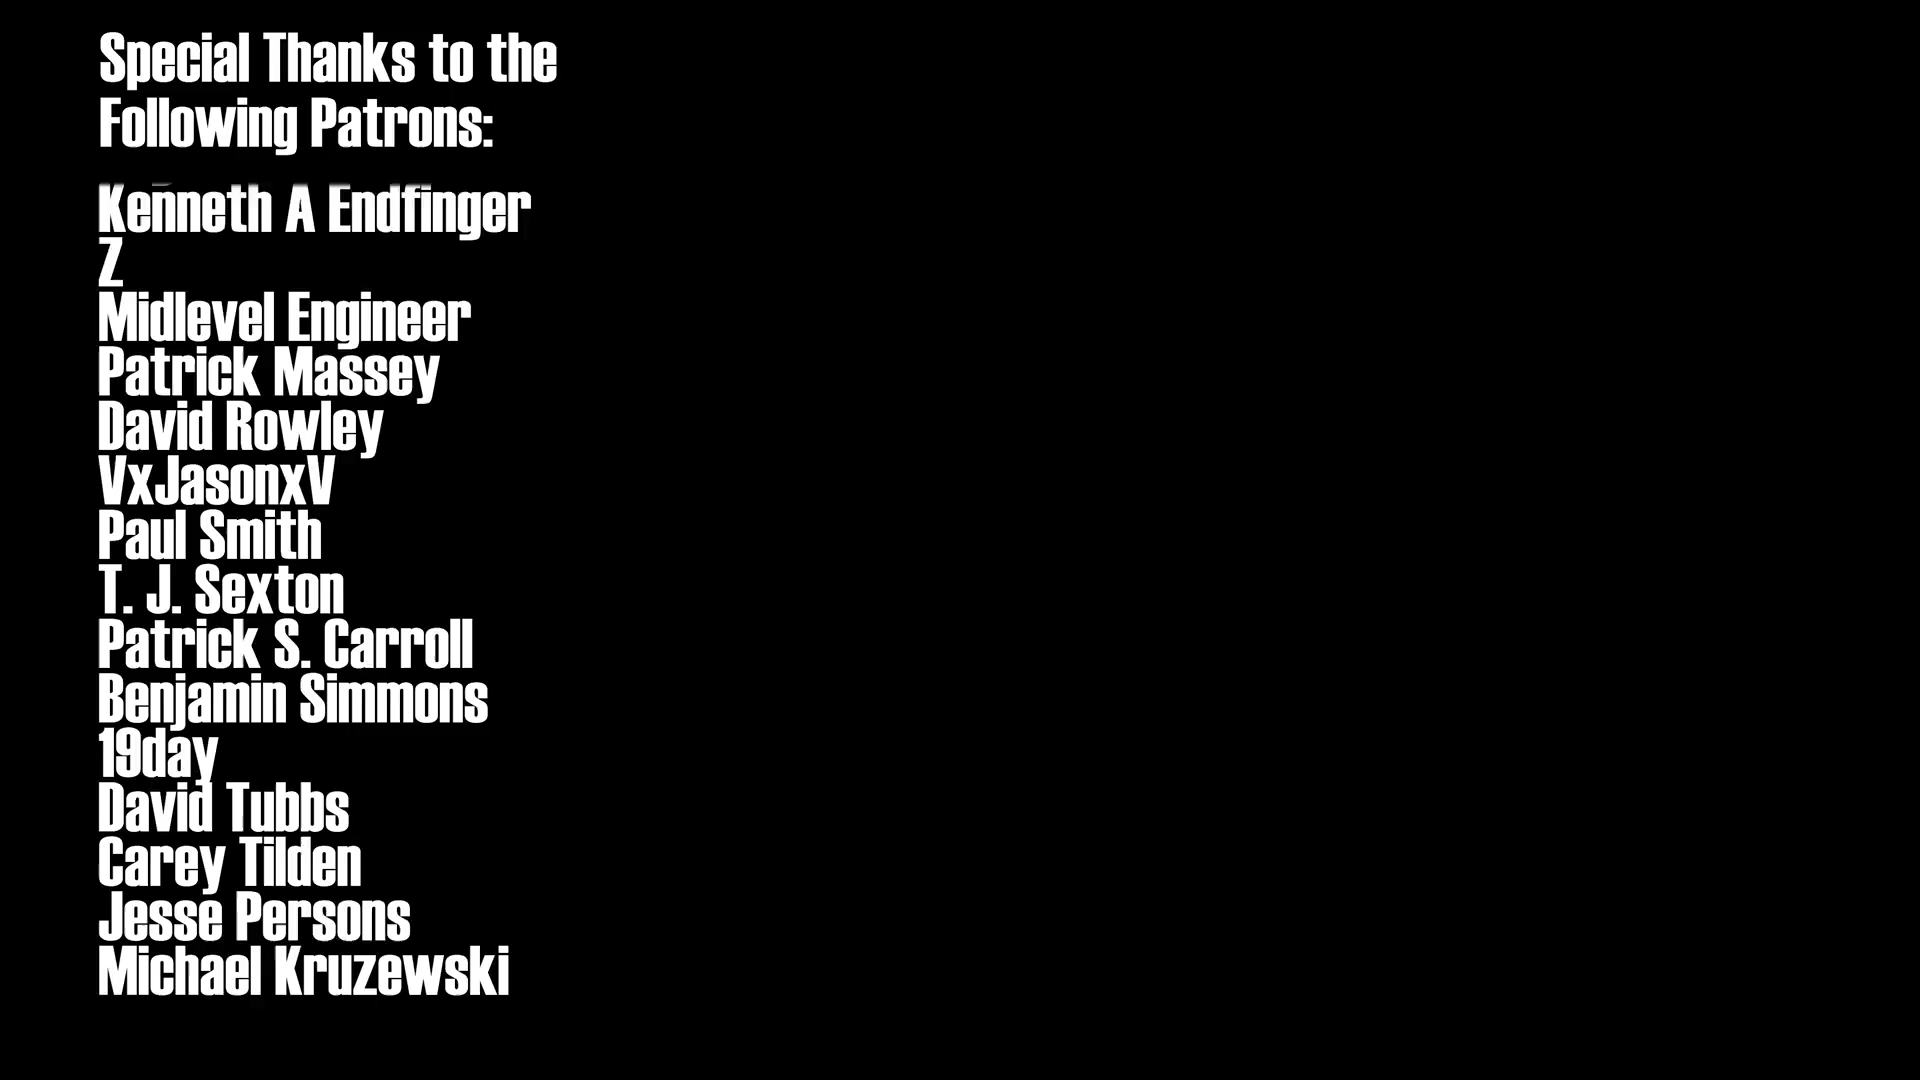 Special Thanks to the
Following Patrons:
Kenneth A Endfinger
Z
Midlevel Engineer
Patrick Massey
David Rowley
VxJasonxV
Paul Smith
T. J. Sexton
Patrick S. Carroll
Benjamin Simmons
19day
David Tubbs
Carey Tilden
Jesse Persons
Michael Kruzewski